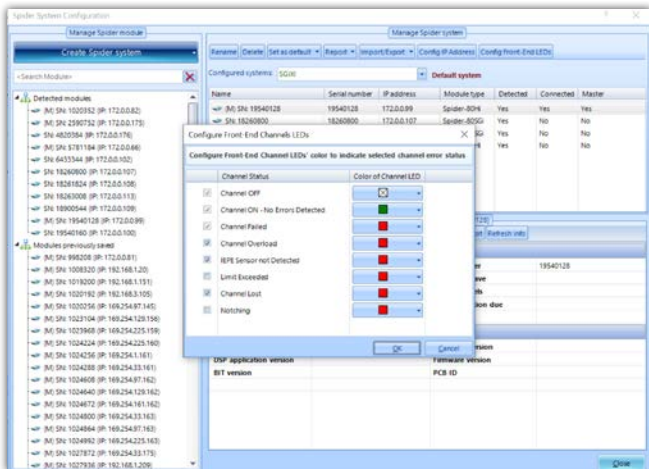 Spider System Configuration
Manage Spider module
Create Spider system
<Search Module>
Detected modules
(M) SN: 1020352 (IP: 172.0.0.82)
(M) SN: 2590752 (IP: 172.0.0.175)
SN: 4820384 (IP: 172.0.0.176)
(M) SN: 5781184 (IP: 172.0.0.66)
SN: 6433344 (IP: 172.0.0.102)
SN: 18260800 (IP: 172.0.0.107)
SN: 18261824 (IP: 172.0.0.108)
SN: 18263008 (IP: 172.0.0.113)
SN: 18900544 (IP: 172.0.0.109)
(M) SN: 19540128 (IP: 172.0.0.99)
SN: 19540160 (IP: 172.0.0.100)
Modules previously saved
(M) SN: 998208 (IP: 172.0.0.81)
(M) SN: 1008320 (IP: 192.168.1.20)
(M) SN: 1019200 (IP: 192.168.1.151)
(M) SN: 1020192 (IP: 192.168.3.105)
(M) SN: 1020256 (IP: 169.254.97.145)
(M) SN: 1023104 (IP: 169.254.129.156)
(M) SN: 1023968 (IP: 169.254.225.159)
(M) SN: 1024224 (IP: 169.254.225.160)
(M) SN: 1024256 (IP: 169.254.1.161)
(M) SN: 1024288 (IP: 169.254.33.161)
(M) SN: 1024608 (IP: 169.254.97.162)
(M) SN: 1024640 (IP: 169.254.129.162)
(M) SN: 1024672 (IP: 169.254.161.162)
(M) SN: 1024800 (IP: 169.254.33.163)
(M) SN: 1024864 (IP: 169.254.97.163)
(M) SN: 1024992 (IP: 169.254.225.163)
(M) SN: 1027872 (IP: 169.254.33.175)
(M) SN: 1027936 (IP: 192.168.1.209)
Manage Spider system
Rename Delete Set as default Report Import/Export Config IP Address Config Front-End LEDs
Configured systems: Default system
Name Serial number IP address Module type Detected Connected Master
(M) SN: 19540128 19540128 172.0.0.99 Spider-80Hi Yes Yes Yes
SN: 18260800 18260800 172.0.0.107 Spider-80SGi Yes No No
Yes No No
Yes No No
Configure Front-End Channels LEDs
Configure Front-End Channel LEDs' color to indicate selected channel error status
Channel Status Color of Channel LED
Channel OFF
Channel ON - No Errors Detected
Channel Failed
Channel Overload
IEPE Sensor not Detected
Limit Exceeded
Channel Lost
Notching
OK Cancel
Refresh info
19540128
DSP application version Firmware version
BIT version PCB ID
Close